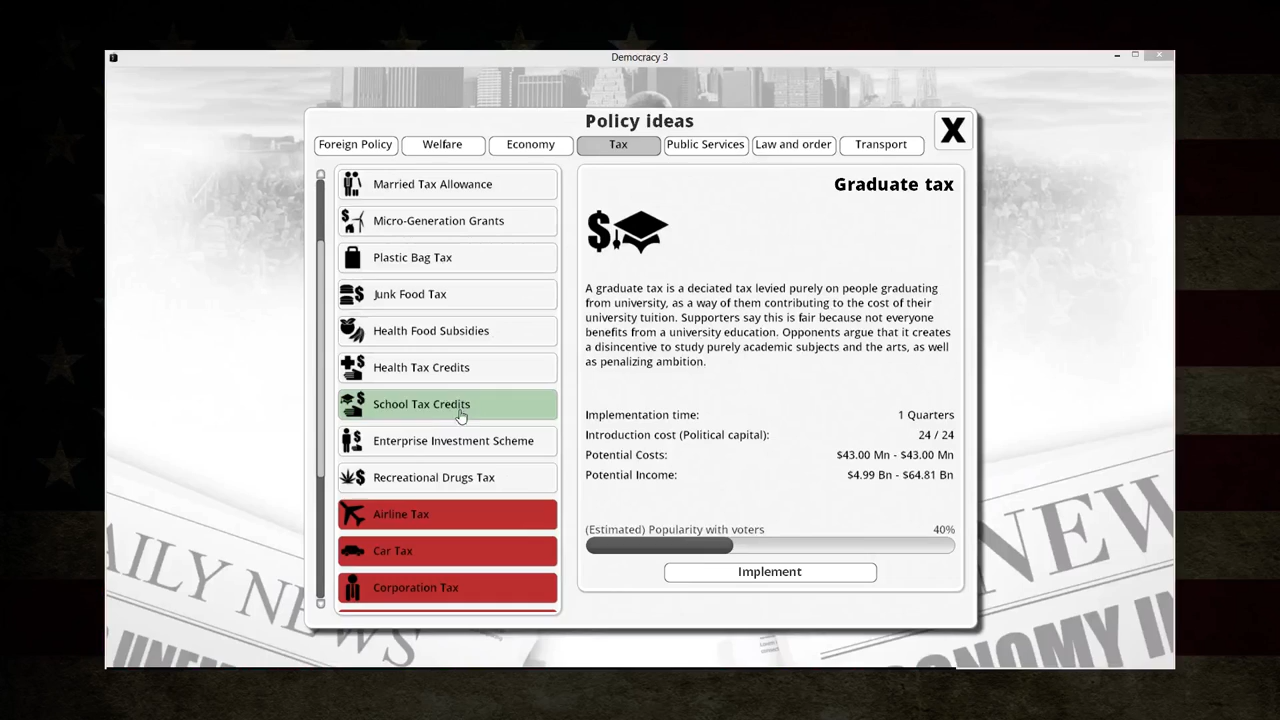 Democracy 3
Policy ideas
X
Foreign Policy
Welfare
Economy
Tax
Public Services
Law and order
Transport
Married Tax Allowance
Micro-Generation Grants
Plastic Bag Tax
Junk Food Tax
Health Food Subsidies
Health Tax Credits
School Tax Credits
Enterprise Investment Scheme
Recreational Drugs Tax
Airline Tax
Car Tax
Corporation Tax
Graduate tax
A graduate tax is a deciated tax levied purely on people graduating
from university, as a way of them contributing to the cost of their
university tuition. Supporters say this is fair because not everyone
benefits from a university education. Opponents argue that it creates
a disincentive to study purely academic subjects and the arts, as well
as penalizing ambition.
Implementation time: 1 Quarters
Introduction cost (Political capital): 24 / 24
Potential Costs: $43.00 Mn - $43.00 Mn
Potential Income: $4.99 Bn - $64.81 Bn
(Estimated) Popularity with voters 40%
Implement
AILY NEWS
NEW
ONOMY I